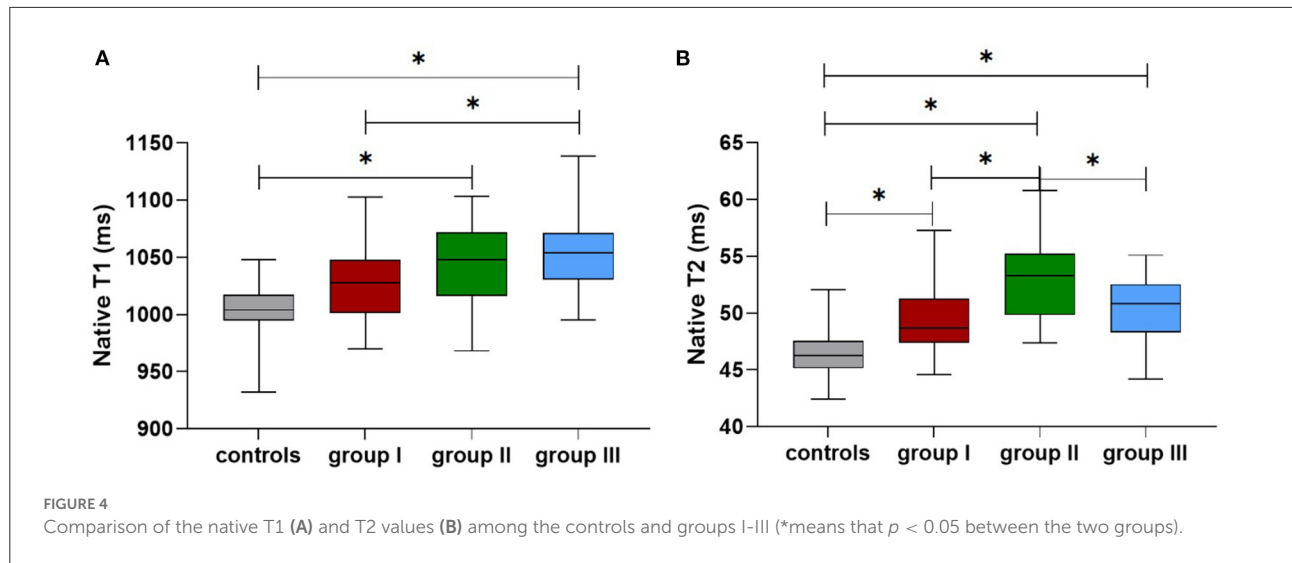 A
*
*
*
Native T1 (ms)
1150
1100
1050
1000
950
900
controls group I group II group III
B
*
*
*
*
*
Native T2 (ms)
65
60
55
50
45
40
controls group I group II group III
FIGURE 4
Comparison of the native T1 (A) and T2 values (B) among the controls and groups I-III (*means that p < 0.05 between the two groups).